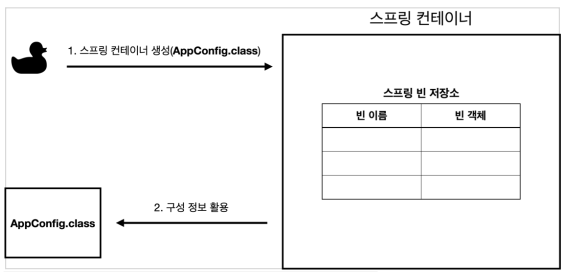 스프링 컨테이너
1. 스프링 컨테이너 생성(AppConfig.class)
스프링 빈 저장소
빈 이름 빈 객체
2. 구성 정보 활용
AppConfig.class